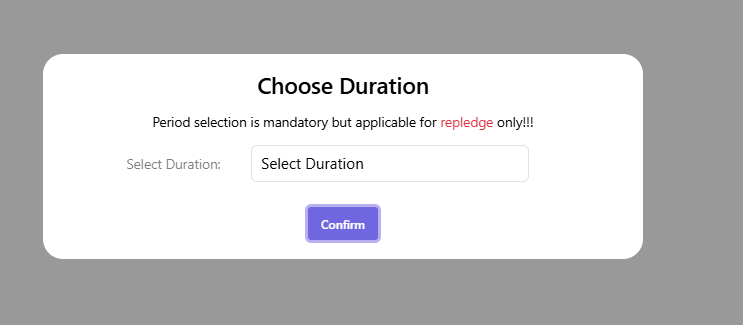 Choose Duration
Period selection is mandatory but applicable for repledge only!!!
Select Duration: Select Duration
Confirm